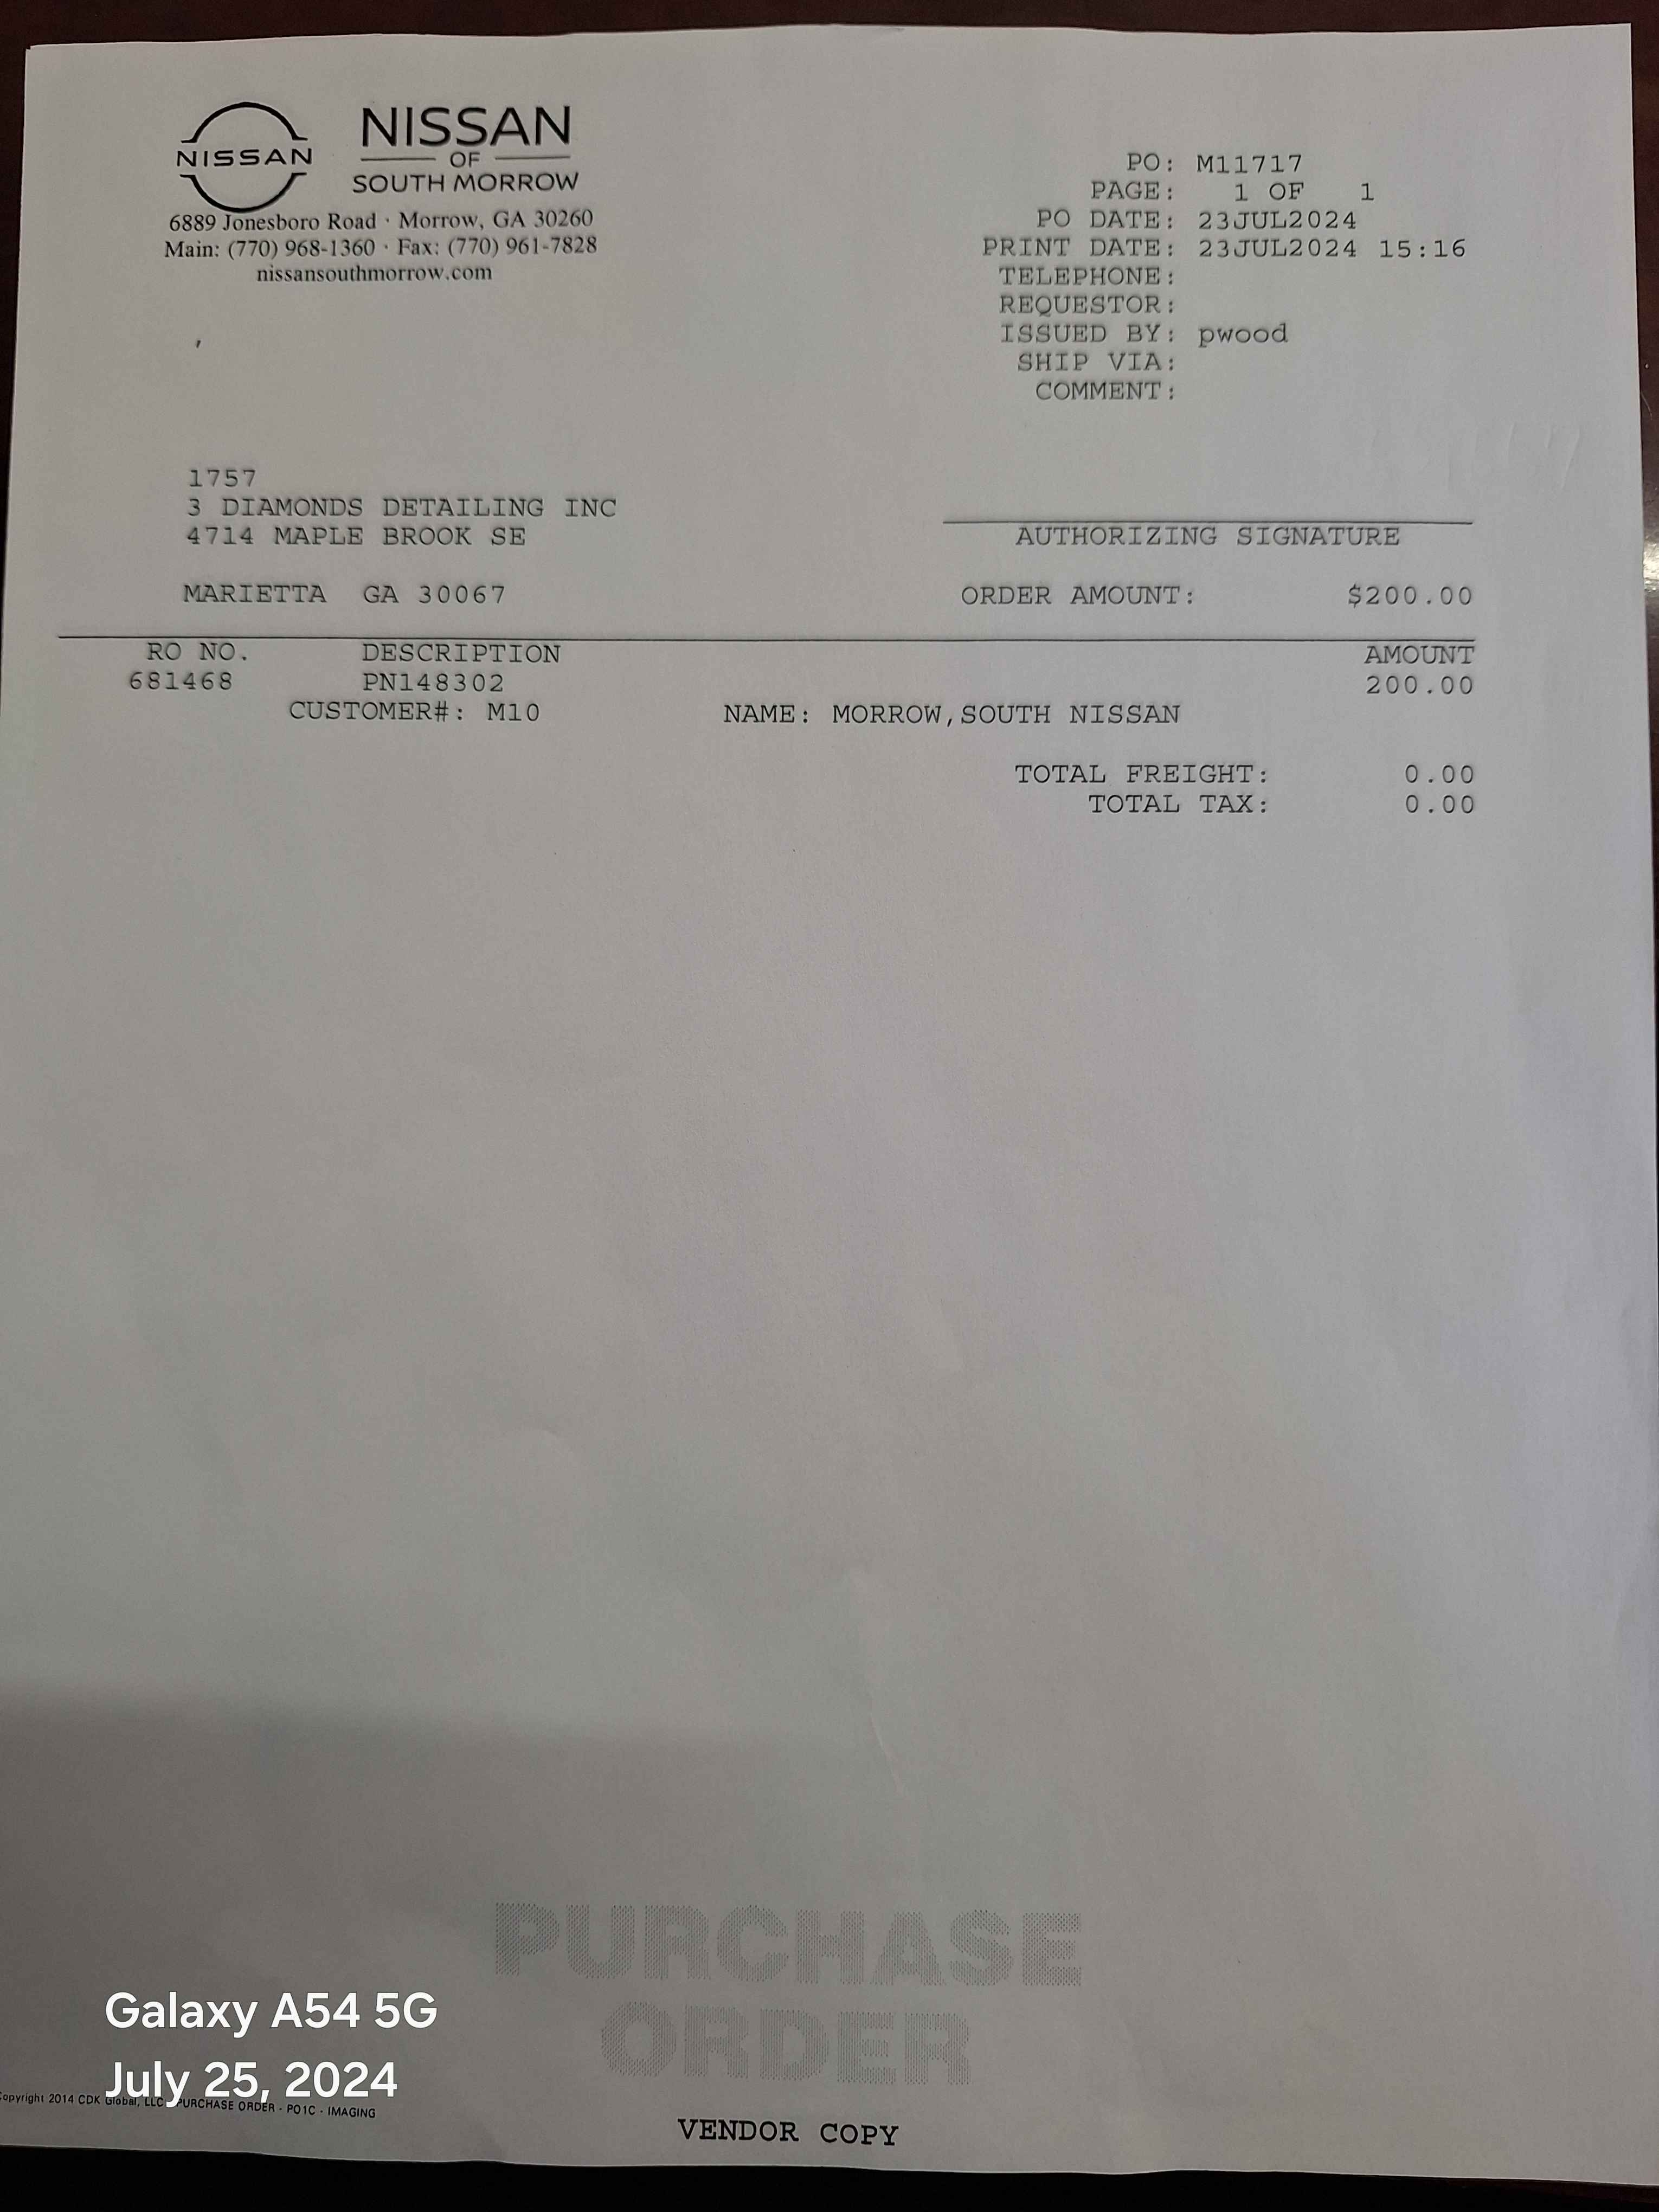 NISSAN
NISSAN
OF
SOUTH MORROW
6889 Jonesboro Road · Morrow, GA 30260
Main: (770) 968-1360 · Fax: (770) 961-7828
nissansouthmorrow.com
PO: M11717
PAGE: 1 OF 1
PO DATE: 23JUL2024
PRINT DATE: 23JUL2024 15:16
TELEPHONE:
REQUESTOR:
ISSUED BY: pwood
SHIP VIA:
COMMENT:
1757
3 DIAMONDS DETAILING INC
4714 MAPLE BROOK SE
MARIETTA GA 30067
AUTHORIZING SIGNATURE
ORDER AMOUNT: $200.00
RO NO. DESCRIPTION AMOUNT
681468 PN148302 200.00
CUSTOMER#: M10 NAME: MORROW,SOUTH NISSAN
TOTAL FREIGHT: 0.00
TOTAL TAX: 0.00
PURCHASE
ORDER
Galaxy A54 5G
July 25, 2024
opyright 2014 CDK Global, LLC PURCHASE ORDER - PO1C - IMAGING
VENDOR COPY